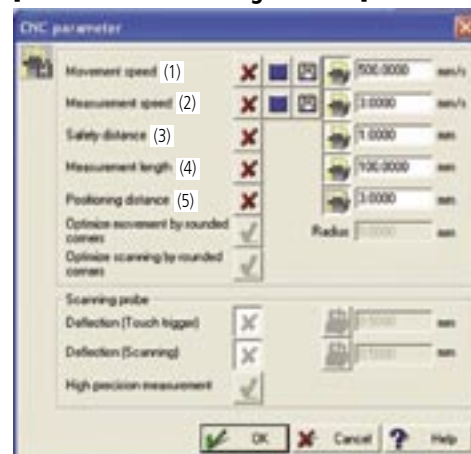 CNC parameter
Movement speed (1) 500.0000 mm/s
Measurement speed (2) 3.0000 mm/s
Safety distance (3) 1.0000 mm
Measurement length (4) 100.0000 mm
Positioning distance (5) 3.0000 mm
Optimize movement by rounded corners Radius mm
Optimize scanning by rounded corners
Scanning probe
Deflection (Touch trigger) mm
Deflection (Scanning) mm
High precision measurement
OK Cancel Help